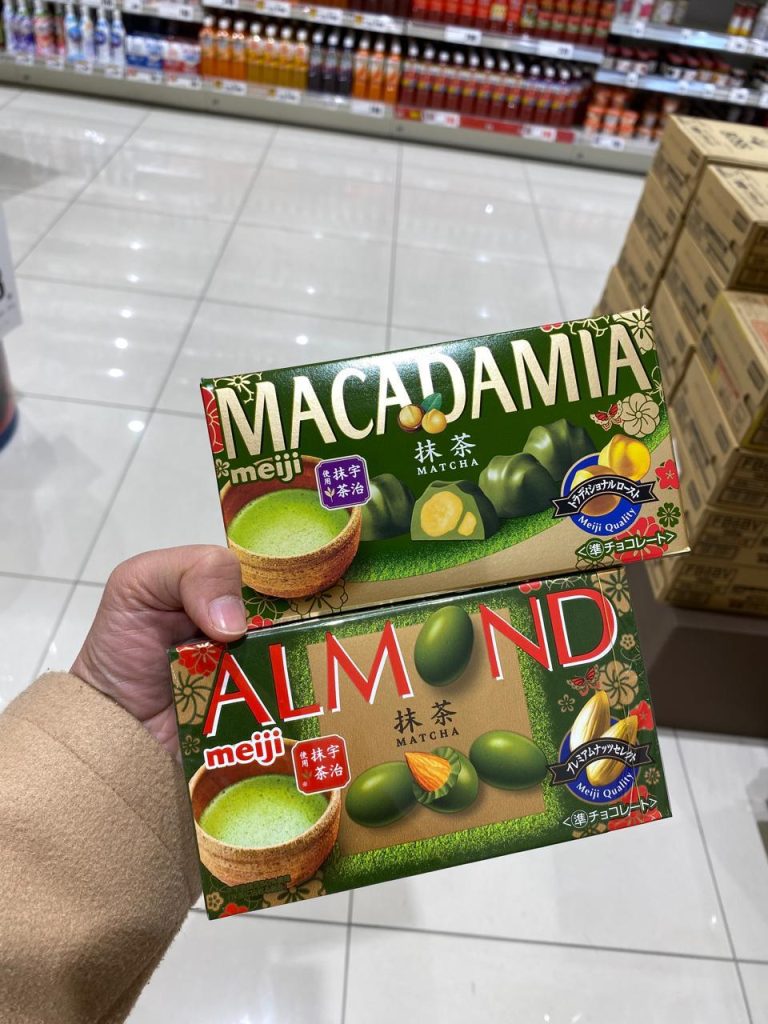 MACADAMIA
meiji
抹茶
MATCHA
宇治
抹茶
使用
トラディショナルロースト
Meiji Quality
<準チョコレート>
ALMOND
meiji
抹茶
MATCHA
宇治
抹茶
使用
プレミアムナッツセレクト
Meiji Quality
<準チョコレート>